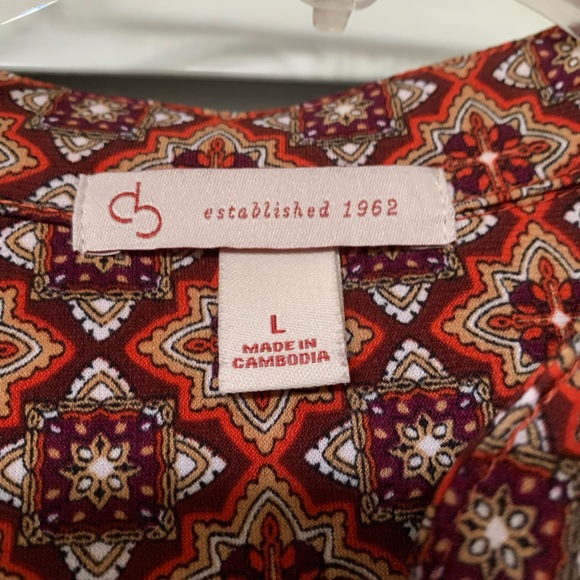 cb
established 1962
L
MADE IN
CAMBODIA